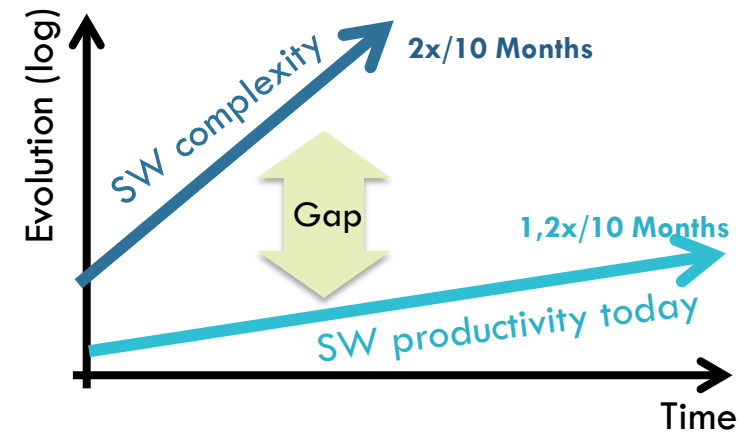 Evolution (log)
SW complexity
2x/10 Months
Gap
1,2x/10 Months
SW productivity today
Time